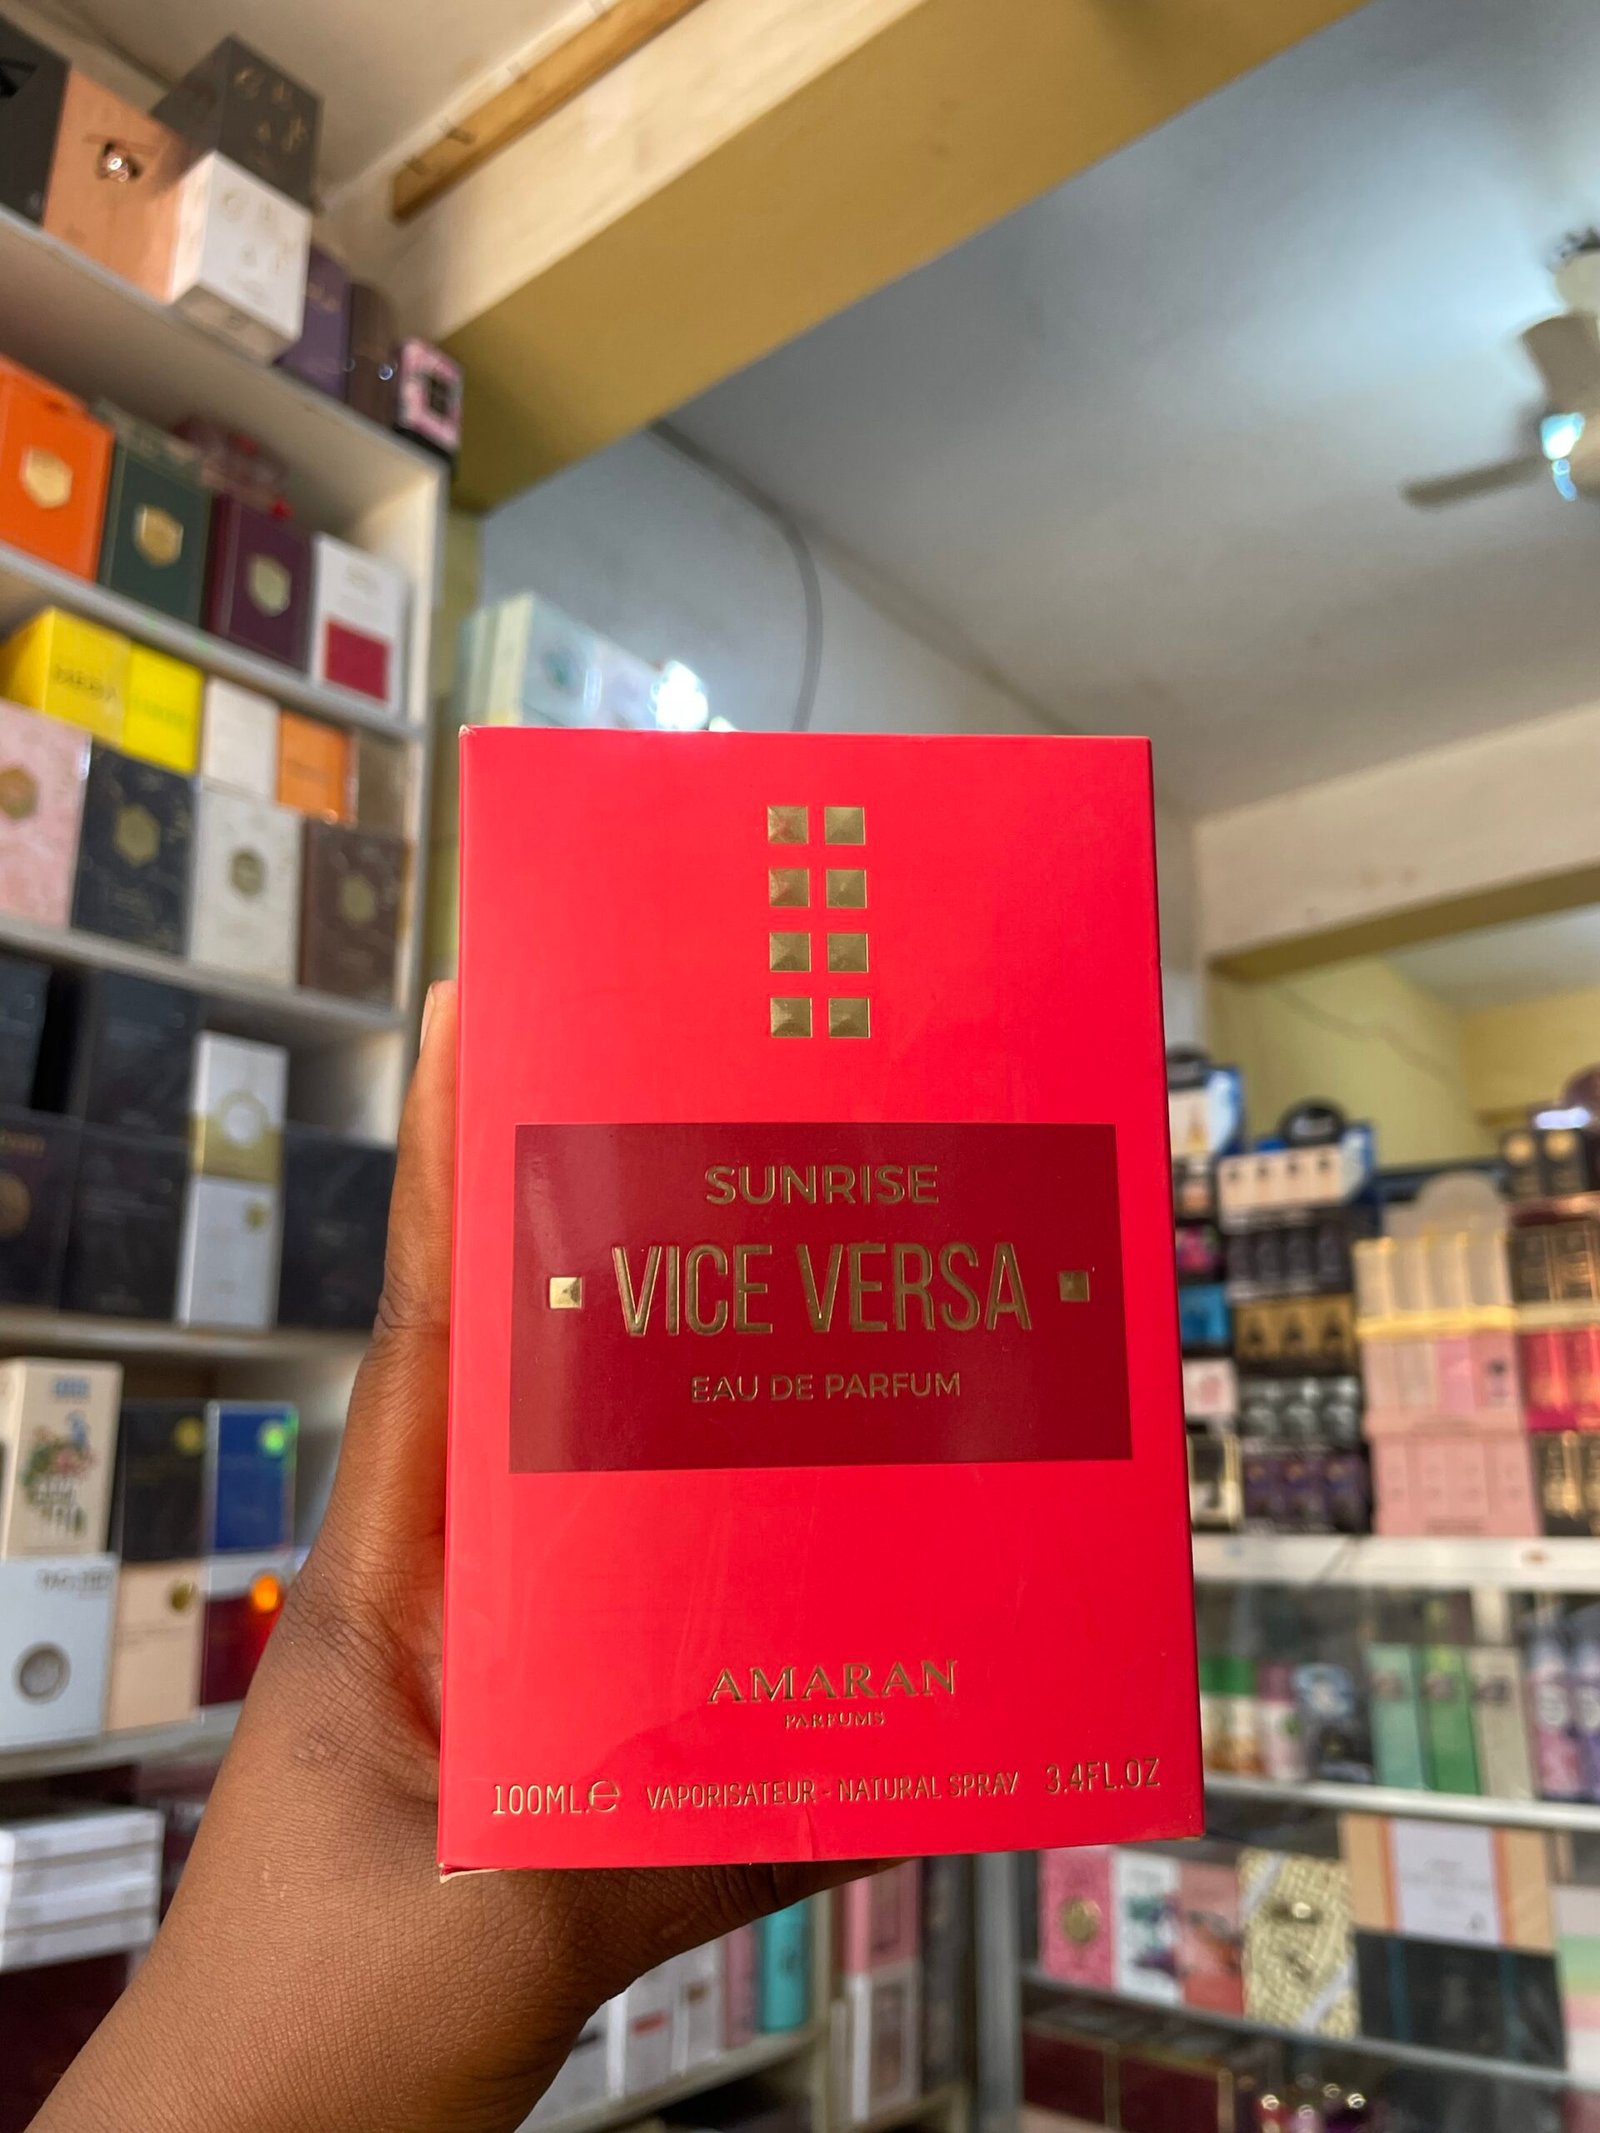 SUNRISE
VICE VERSA
EAU DE PARFUM
AMARAN
PARFUMS
100ML.e VAPORISATEUR - NATURAL SPRAY 3.4FL.OZ